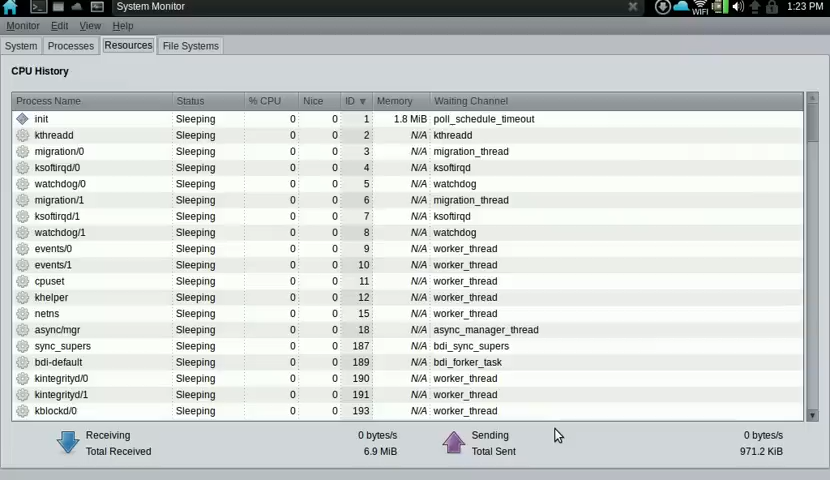 System Monitor WIFI 1:23 PM
Monitor Edit View Help
System Processes Resources File Systems
CPU History
Process Name Status % CPU Nice ID ▼ Memory Waiting Channel
init Sleeping 0 0 1 1.8 MiB poll_schedule_timeout
kthreadd Sleeping 0 0 2 N/A kthreadd
migration/0 Sleeping 0 0 3 N/A migration_thread
ksoftirqd/0 Sleeping 0 0 4 N/A ksoftirqd
watchdog/0 Sleeping 0 0 5 N/A watchdog
migration/1 Sleeping 0 0 6 N/A migration_thread
ksoftirqd/1 Sleeping 0 0 7 N/A ksoftirqd
watchdog/1 Sleeping 0 0 8 N/A watchdog
events/0 Sleeping 0 0 9 N/A worker_thread
events/1 Sleeping 0 0 10 N/A worker_thread
cpuset Sleeping 0 0 11 N/A worker_thread
khelper Sleeping 0 0 12 N/A worker_thread
netns Sleeping 0 0 15 N/A worker_thread
async/mgr Sleeping 0 0 18 N/A async_manager_thread
sync_supers Sleeping 0 0 187 N/A bdi_sync_supers
bdi-default Sleeping 0 0 189 N/A bdi_forker_task
kintegrityd/0 Sleeping 0 0 190 N/A worker_thread
kintegrityd/1 Sleeping 0 0 191 N/A worker_thread
kblockd/0 Sleeping 0 0 193 N/A worker_thread
Receiving 0 bytes/s Sending 0 bytes/s
Total Received 6.9 MiB Total Sent 971.2 KiB